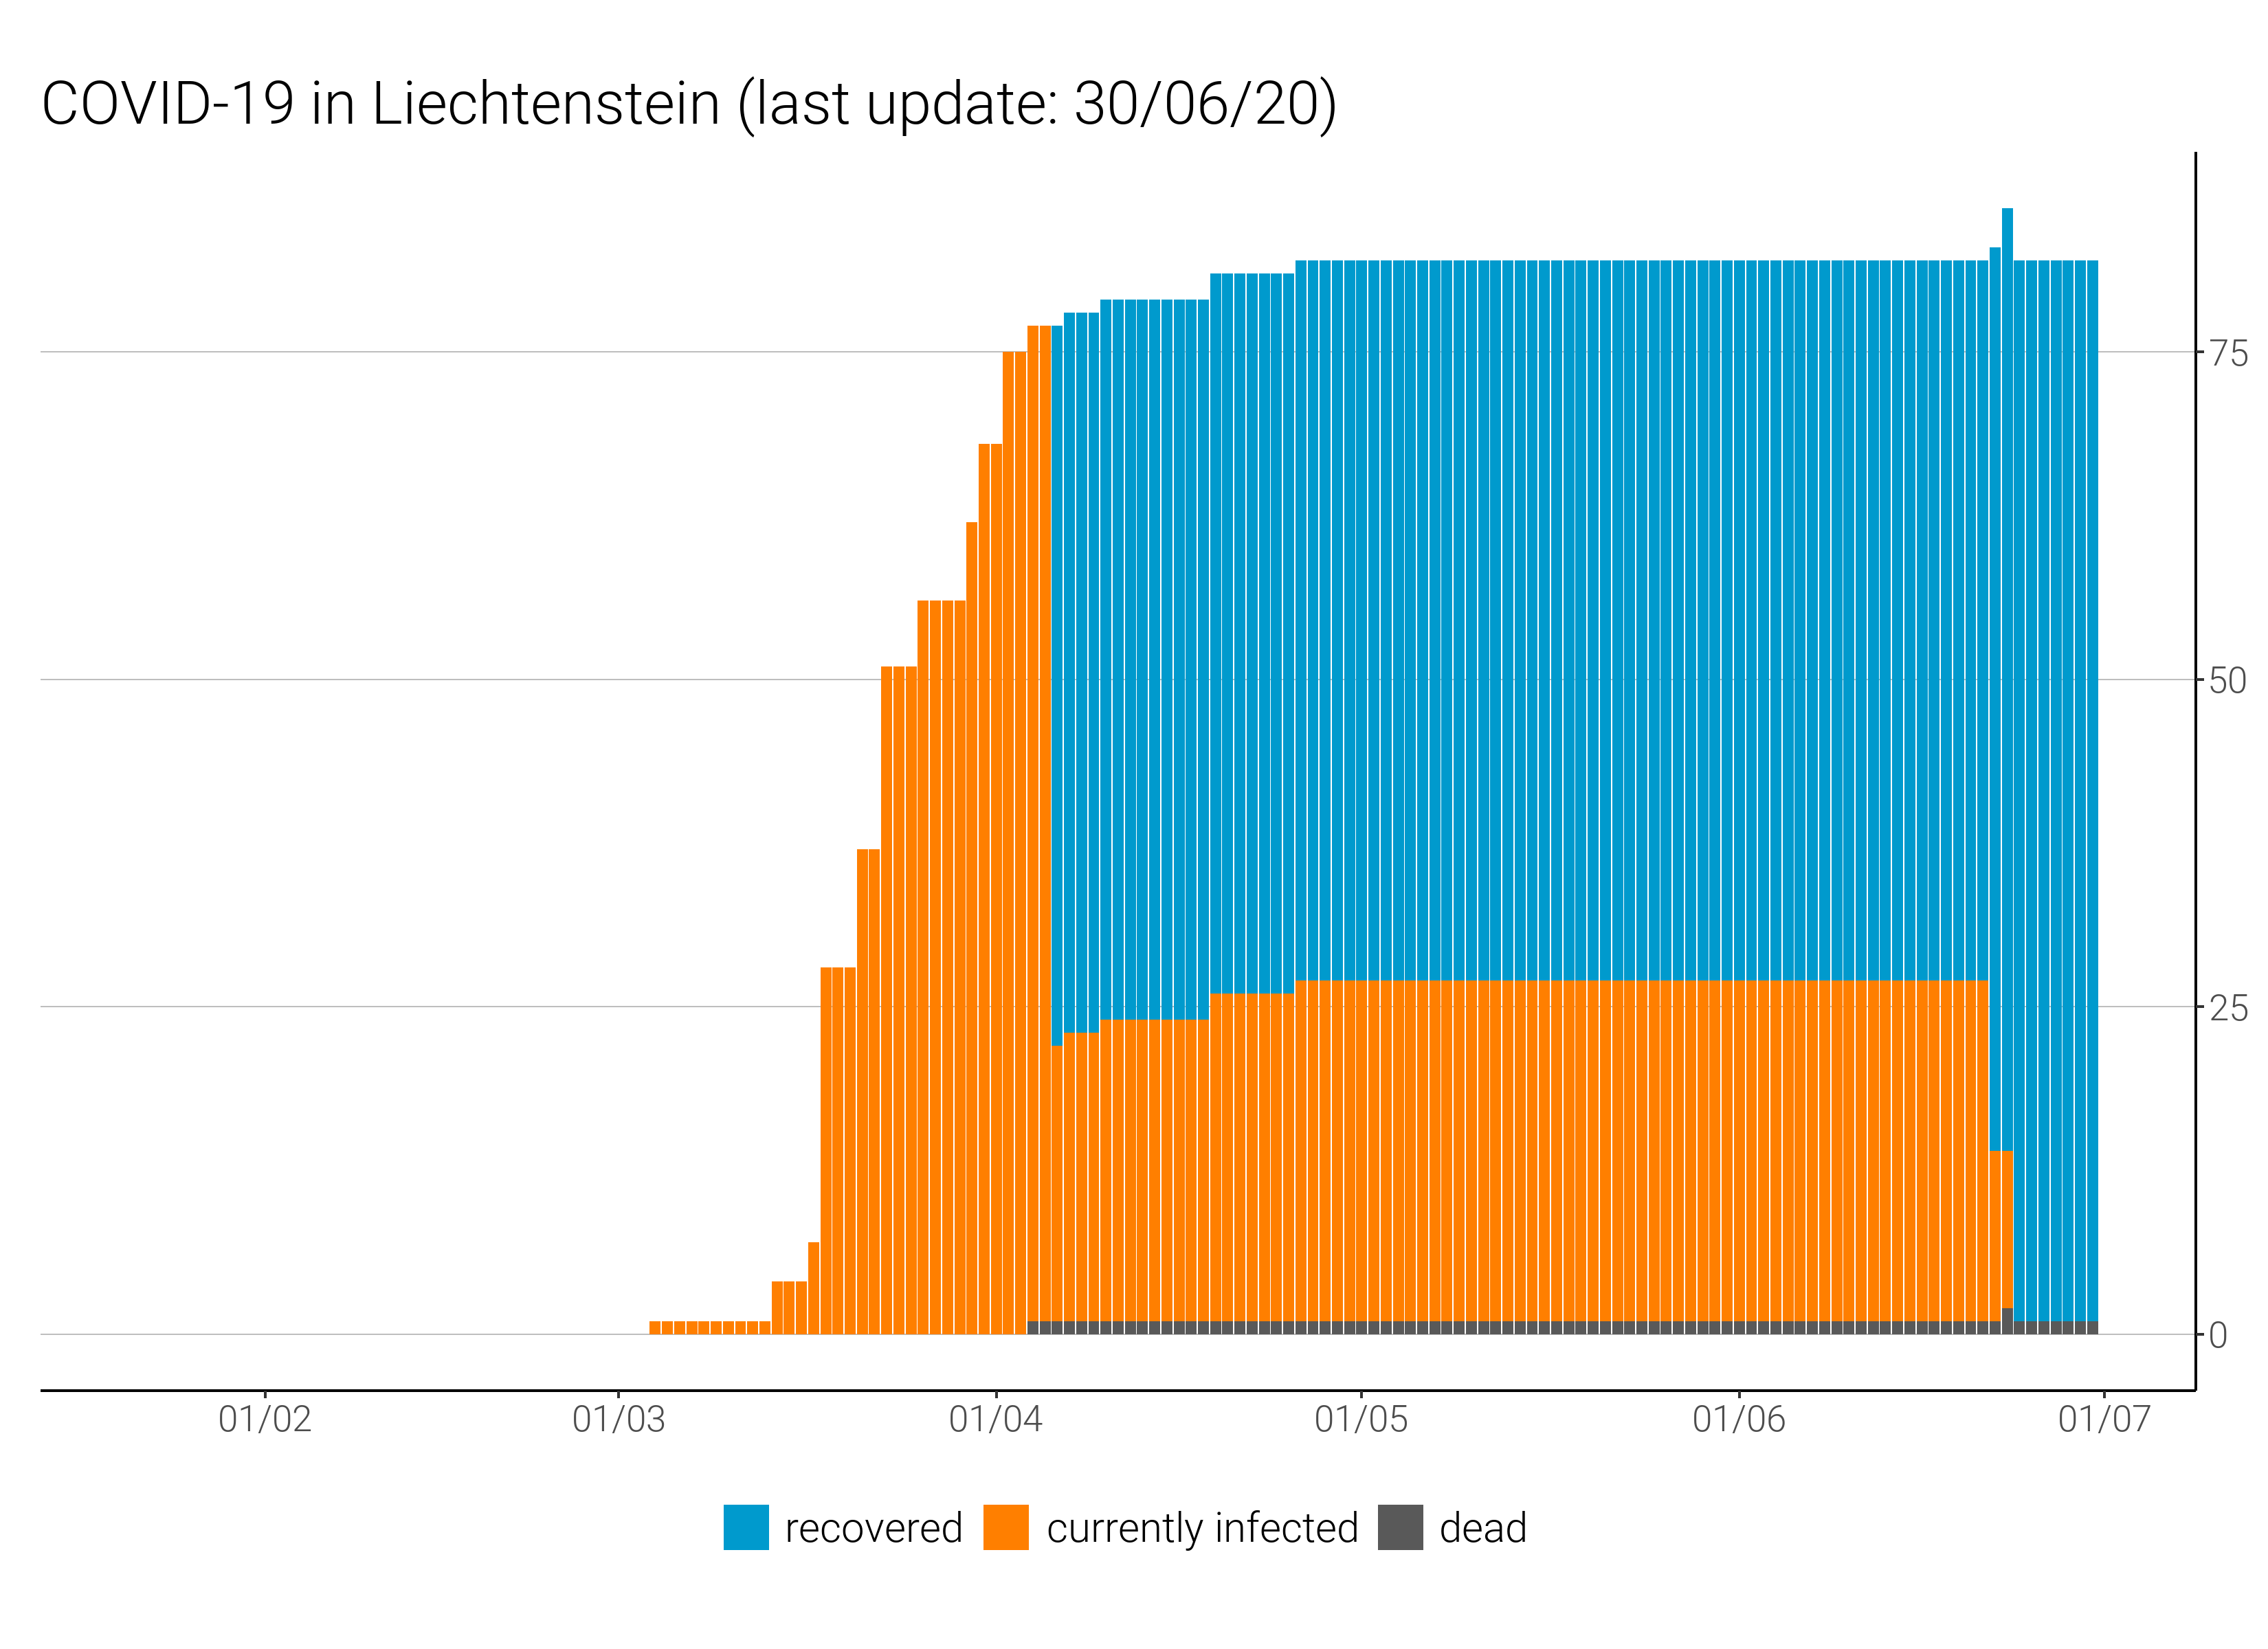 COVID-19 in Liechtenstein (last update: 30/06/20)
75
50
25
0
01/02 01/03 01/04 01/05 01/06 01/07
recovered currently infected dead